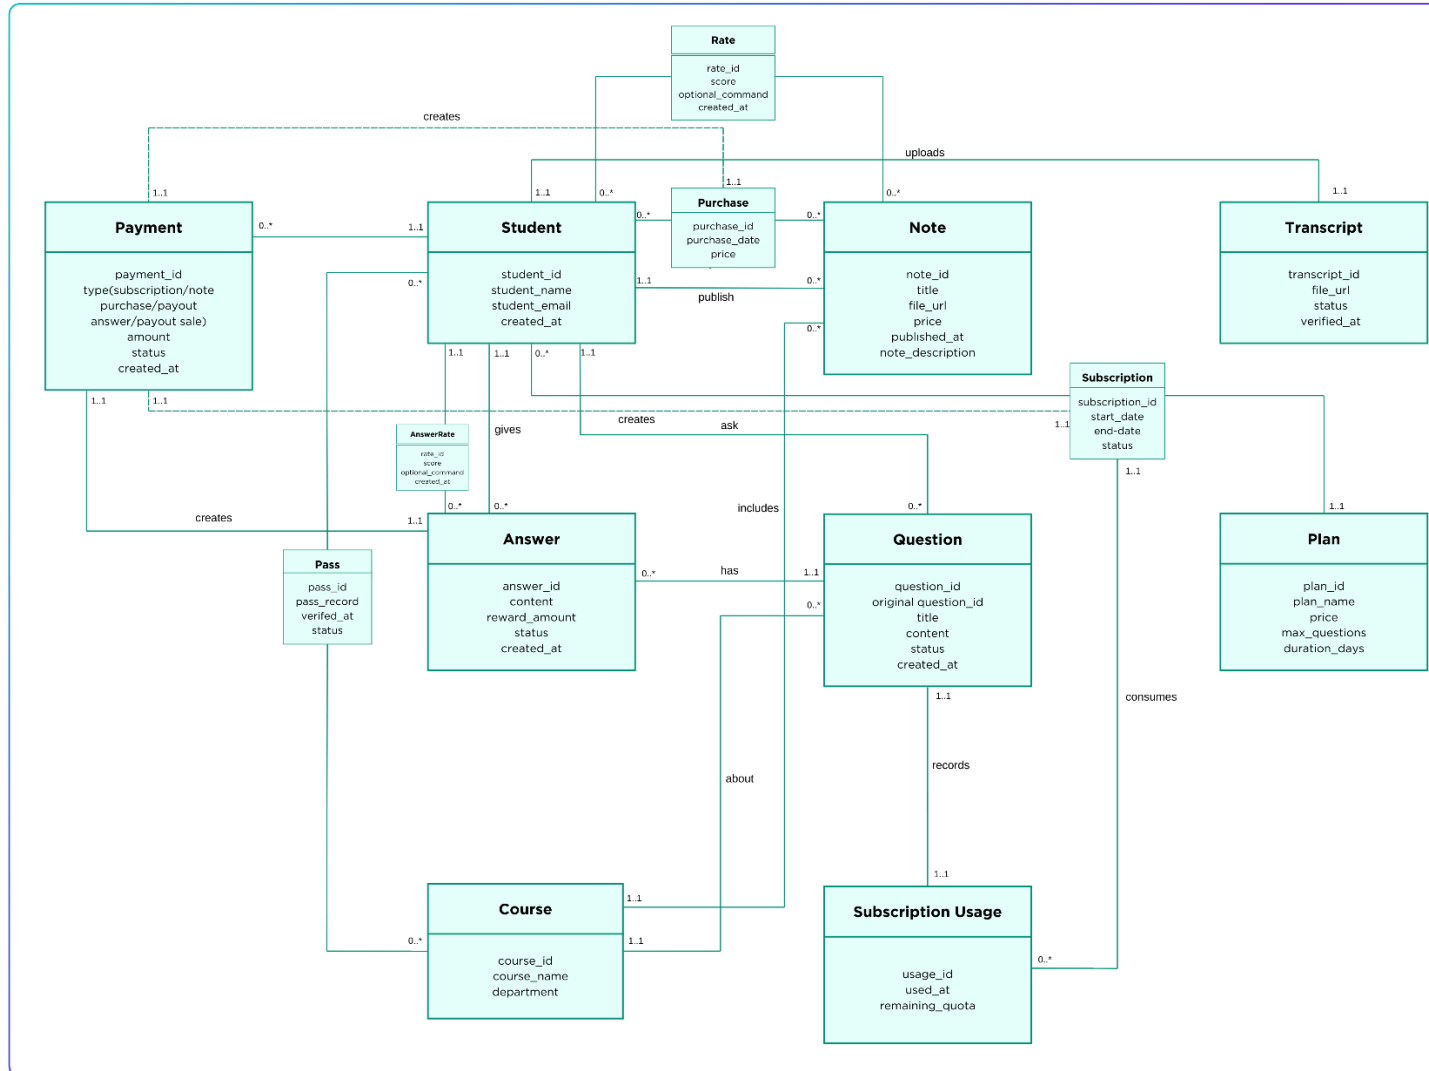 Rate
rate_id
score
optional_command
created_at
creates
uploads
1..1
1..1
0..*
1..1
0..*
1..1
Payment
0..*
1..1
Student
0..*
Purchase
0..*
Note
Transcript
purchase_id
purchase_date
price
payment_id
type(subscription/note
purchase/payout
answer/payout sale)
amount
status
created_at
0..*
student_id
student_name
student_email
created_at
1..1
publish
0..*
note_id
title
file_url
price
published_at
note_description
0..*
transcript_id
file_url
status
verified_at
1..1
1..1
1..1
1..1
0..*
1..1
Subscription
subscription_id
start_date
end-date
status
1..1
1..1
creates
ask
gives
AnswerRate
rate_id
score
optional_command
created_at
0..*
0..*
includes
0..*
1..1
creates
1..1
Answer
Question
Plan
Pass
pass_id
pass_record
verifed_at
status
answer_id
content
reward_amount
status
created_at
0..*
has
1..1
0..*
question_id
original question_id
title
content
status
created_at
plan_id
plan_name
price
max_questions
duration_days
1..1
consumes
records
about
1..1
Course
1..1
0..*
1..1
course_id
course_name
department
Subscription Usage
0..*
usage_id
used_at
remaining_quota